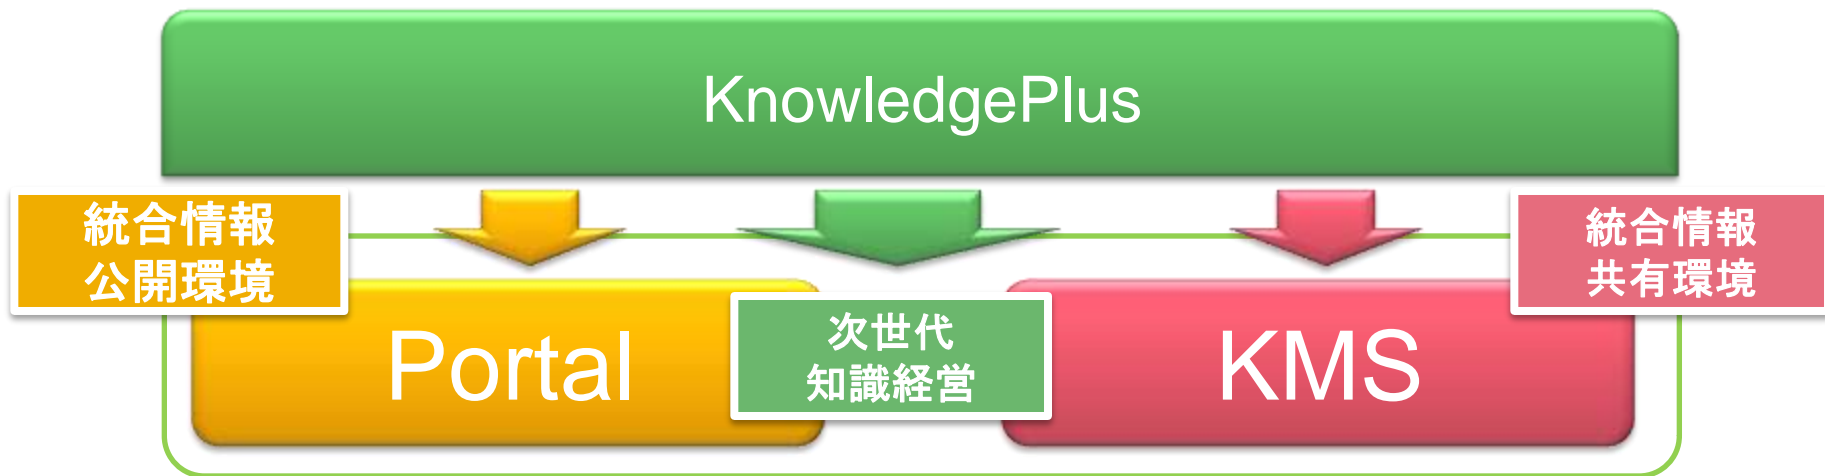 KnowledgePlus
統合情報
公開環境
統合情報
共有環境
Portal
次世代
知識経営
KMS